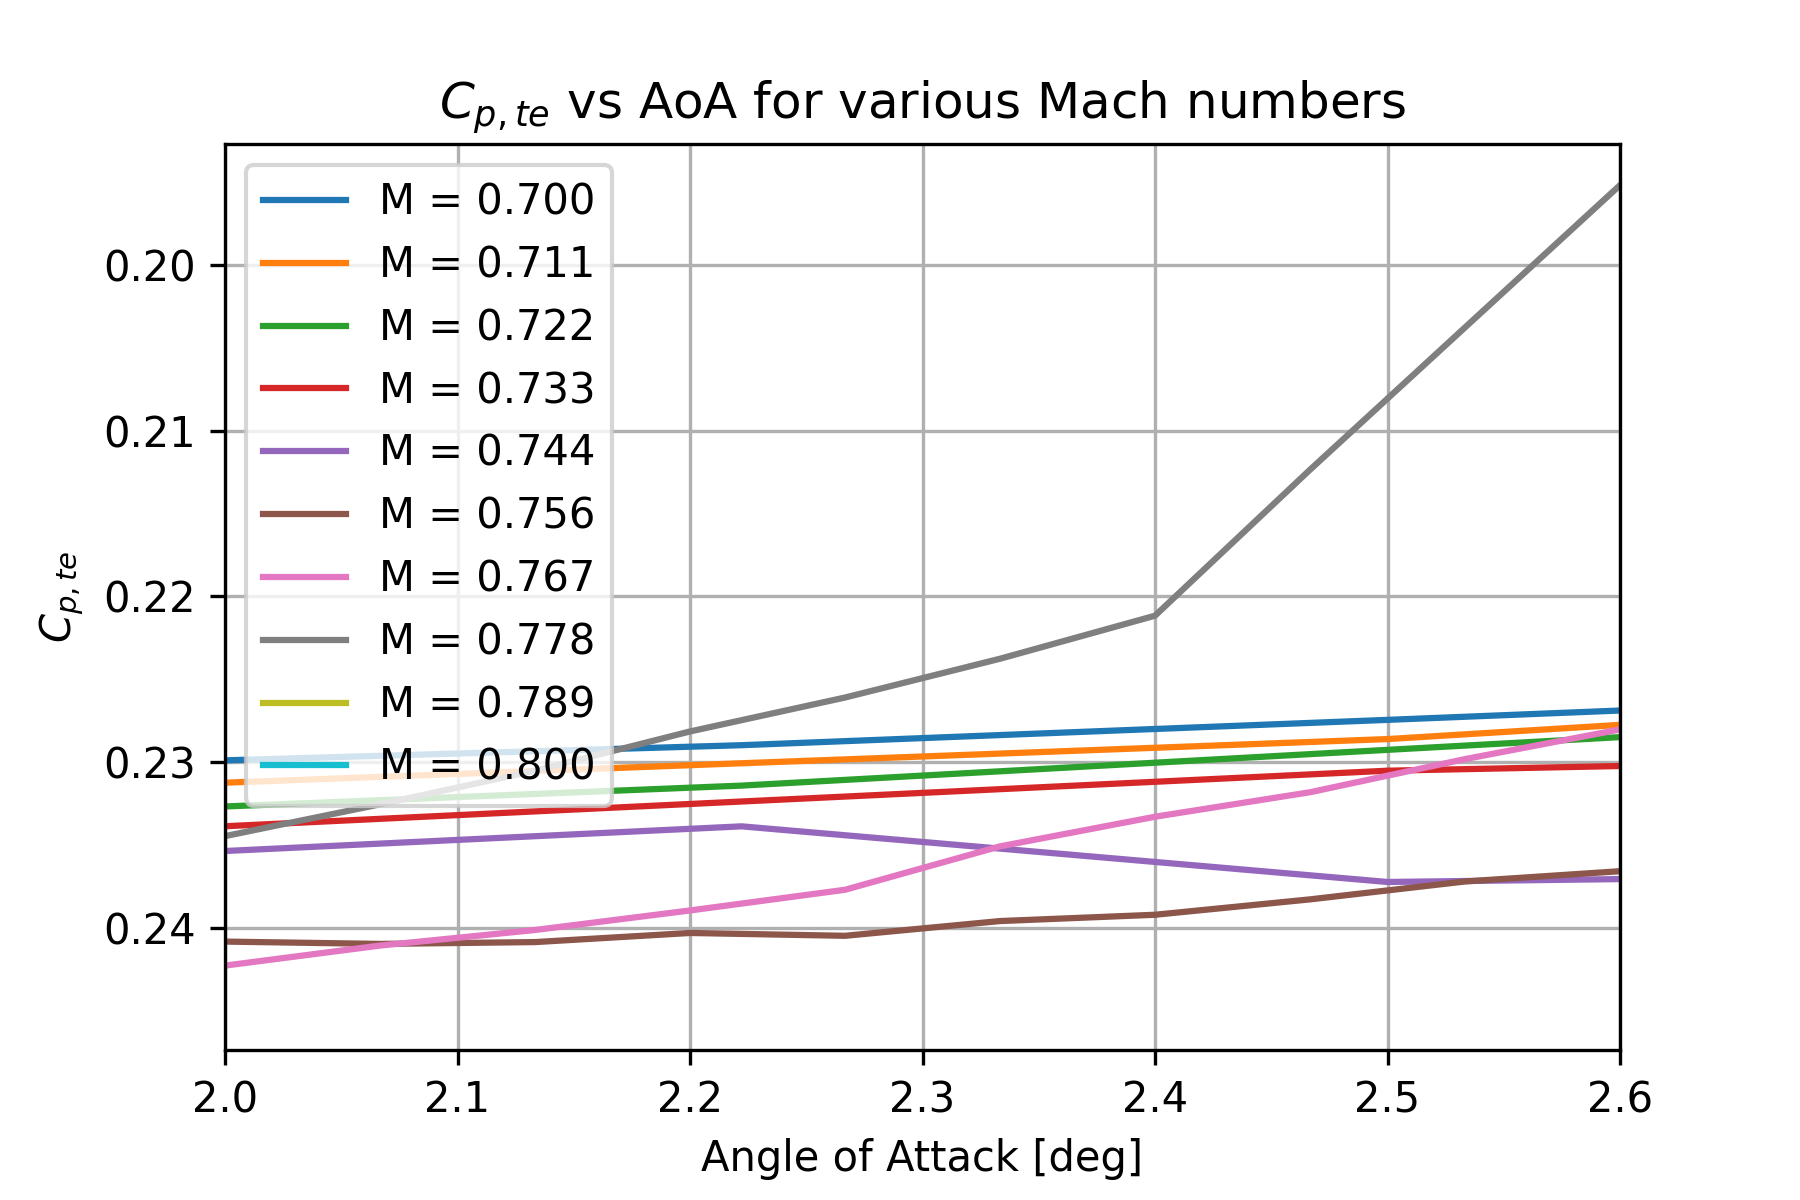 C_{p,te} vs AoA for various Mach numbers
M = 0.700
M = 0.711
M = 0.722
M = 0.733
M = 0.744
M = 0.756
M = 0.767
M = 0.778
M = 0.789
M = 0.800
0.20
0.21
0.22
0.23
0.24
C_{p,te}
2.0 2.1 2.2 2.3 2.4 2.5 2.6
Angle of Attack [deg]